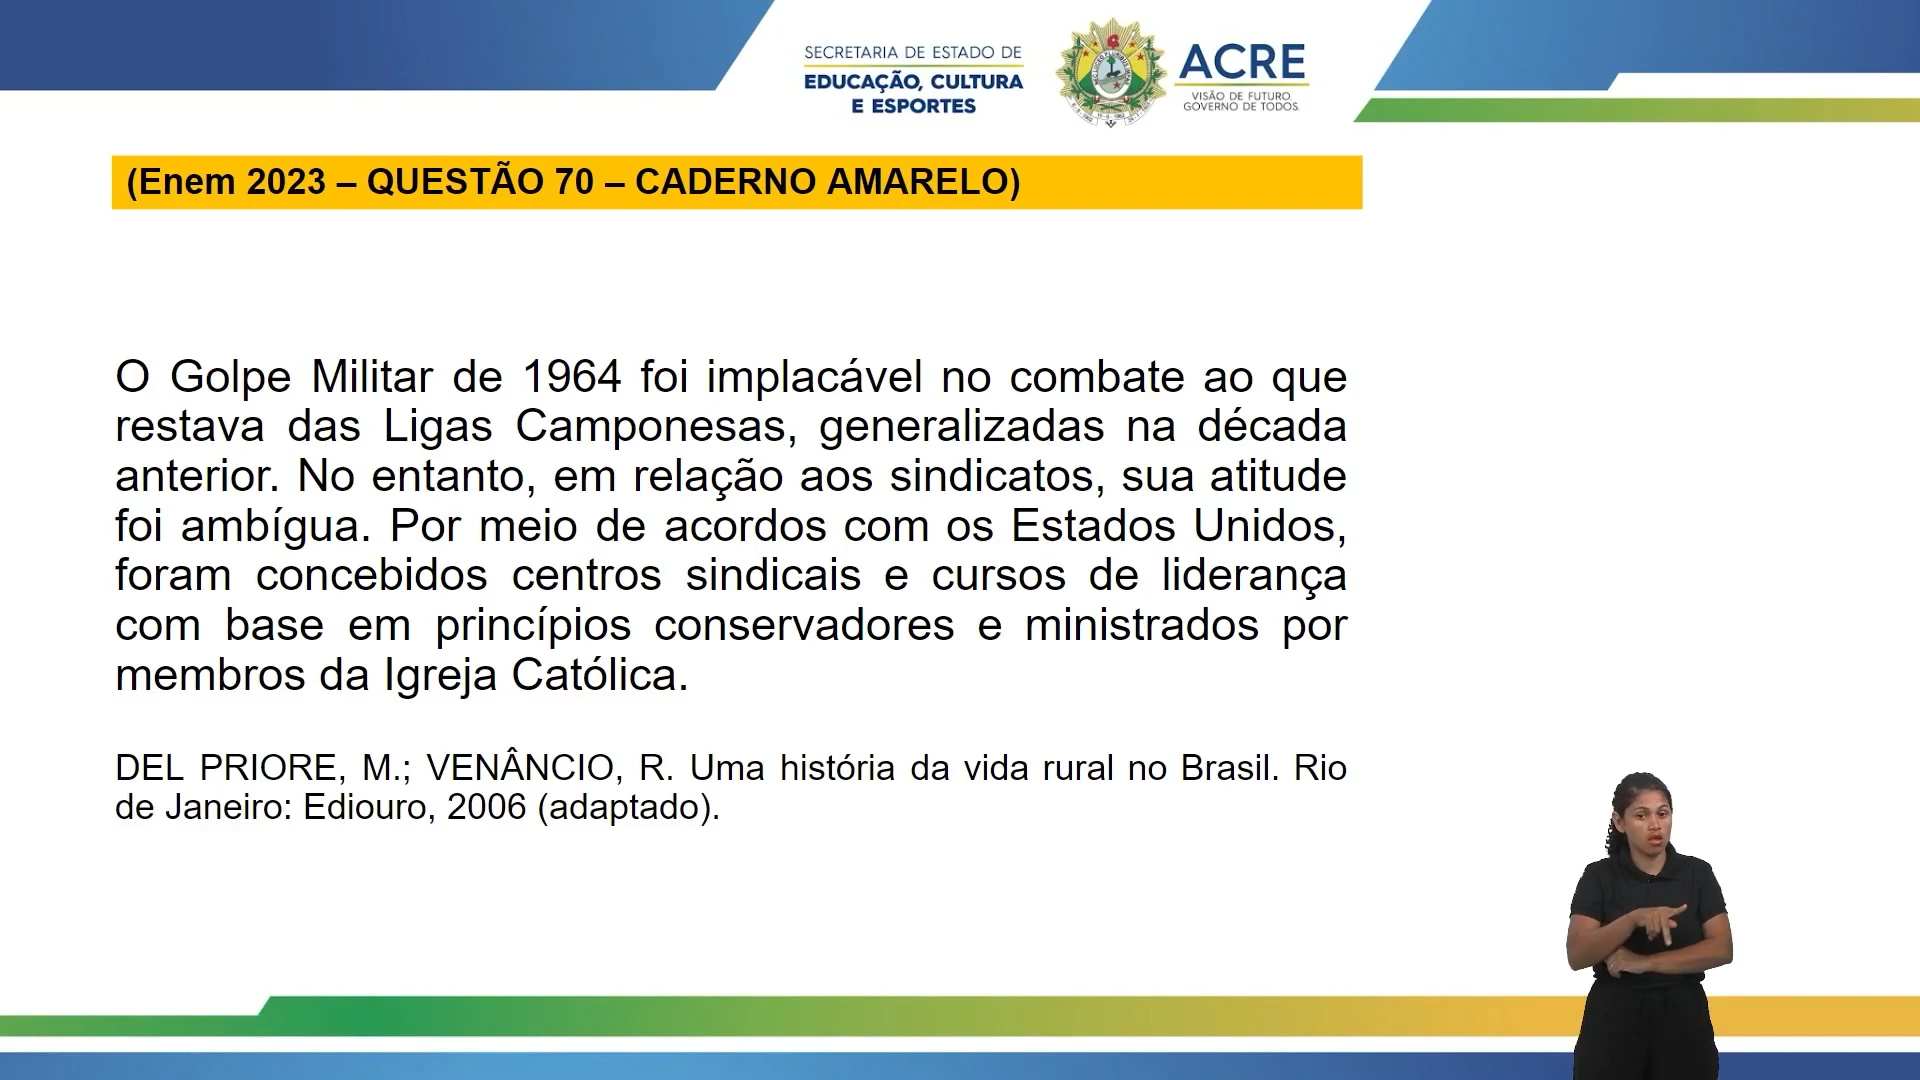 SECRETARIA DE ESTADO DE
EDUCAÇÃO, CULTURA
E ESPORTES
ACRE
VISÃO DE FUTURO.
GOVERNO DE TODOS.
(Enem 2023 – QUESTÃO 70 – CADERNO AMARELO)
O Golpe Militar de 1964 foi implacável no combate ao que
restava das Ligas Camponesas, generalizadas na década
anterior. No entanto, em relação aos sindicatos, sua atitude
foi ambígua. Por meio de acordos com os Estados Unidos,
foram concebidos centros sindicais e cursos de liderança
com base em princípios conservadores e ministrados por
membros da Igreja Católica.
DEL PRIORE, M.; VENÂNCIO, R. Uma história da vida rural no Brasil. Rio
de Janeiro: Ediouro, 2006 (adaptado).